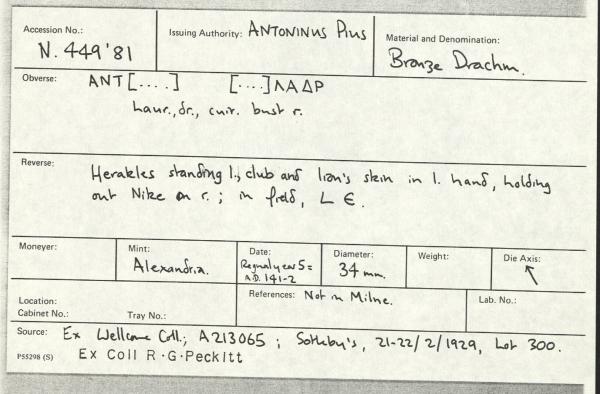 Accession No.: Issuing Authority: ANTONINUS PIUS Material and Denomination:
N. 449'81 Bronze Drachm.
Obverse: ANT[....] [....]ΛΑΔΡ
Laur., dr., cuir. bust r.
Reverse: Herakles standing l., club and lion's skin in l. hand, holding
out Nike on r.; in field, L Є.
Moneyer: Mint: Date: Diameter: Weight: Die Axis:
Alexandria. Regnal year 5 = 34 mm. ↖
A.D. 141-2
Location: References: Not in Milne. Lab. No.:
Cabinet No.: Tray No.:
Source: Ex Wellcome Coll.; A213065; Sotheby's, 21-22/2/1929, Lot 300.
P55298 (S) Ex Coll R·G·Peckitt